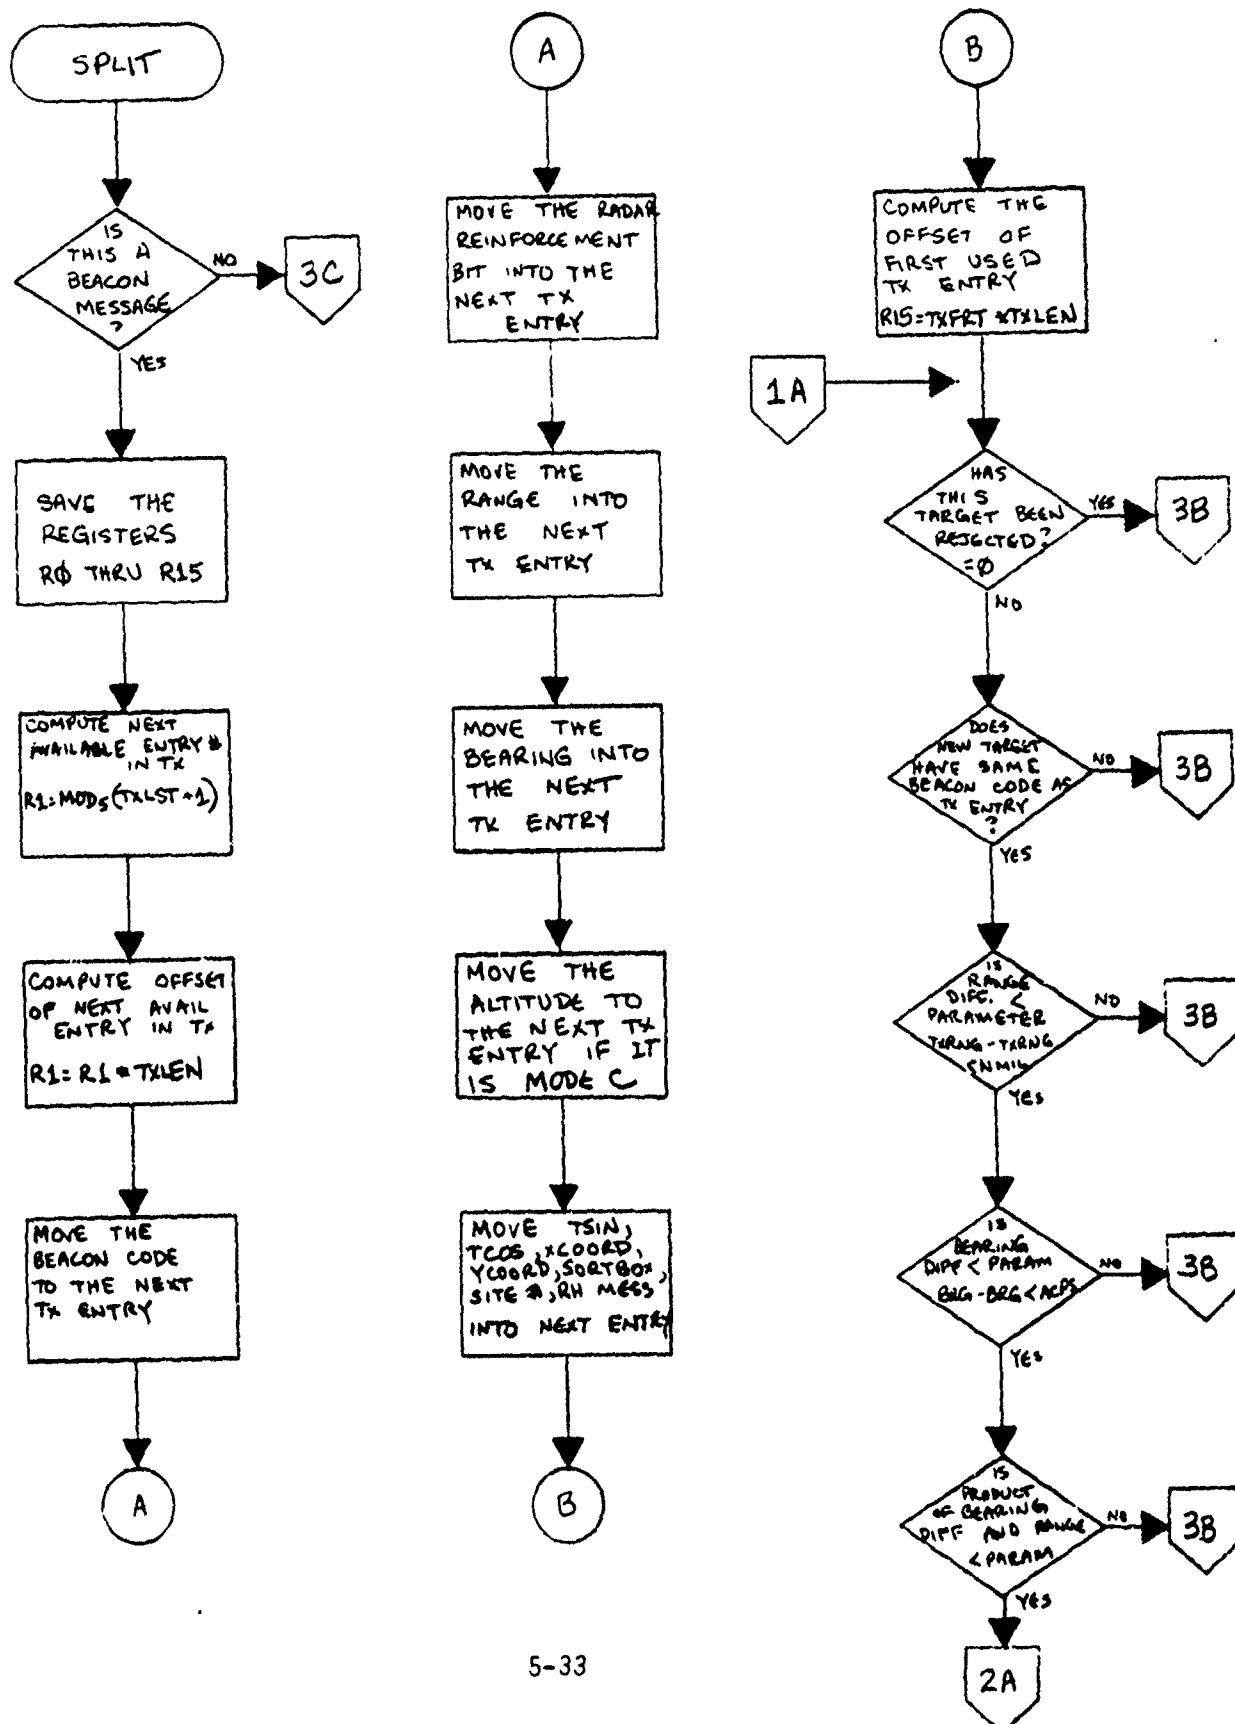 SPLIT
IS
THIS A
BEACON
MESSAGE
?
NO
3C
YES
SAVE THE
REGISTERS
RØ THRU R15
COMPUTE NEXT
AVAILABLE ENTRY #
IN TX
R1=MOD5(TXLST+1)
COMPUTE OFFSET
OF NEXT AVAIL
ENTRY IN TX
R1=R1*TXLEN
MOVE THE
BEACON CODE
TO THE NEXT
TX ENTRY
A
A
MOVE THE RADAR
REINFORCEMENT
BIT INTO THE
NEXT TX
ENTRY
MOVE THE
RANGE INTO
THE NEXT
TX ENTRY
MOVE THE
BEARING INTO
THE NEXT
TX ENTRY
MOVE THE
ALTITUDE TO
THE NEXT TX
ENTRY IF IT
IS MODE C
MOVE TSIN,
TCOS, XCOORD,
YCOORD, SORTBOX,
SITE #, RH MESS
INTO NEXT ENTRY
B
B
COMPUTE THE
OFFSET OF
FIRST USED
TX ENTRY
R15=TXFRT*TXLEN
1A
HAS
THIS
TARGET BEEN
REJECTED?
=Ø
YES
3B
NO
DOES
NEW TARGET
HAVE SAME
BEACON CODE AS
TX ENTRY
?
NO
3B
YES
IS
RANGE
DIFF. <
PARAMETER
TXRNG-TXRNG
<NMIL
NO
3B
YES
IS
BEARING
DIFF < PARAM
BRG-BRG<ACPS
NO
3B
YES
IS
PRODUCT
OF BEARING
DIFF AND RANGE
<PARAM
NO
3B
YES
2A
5-33